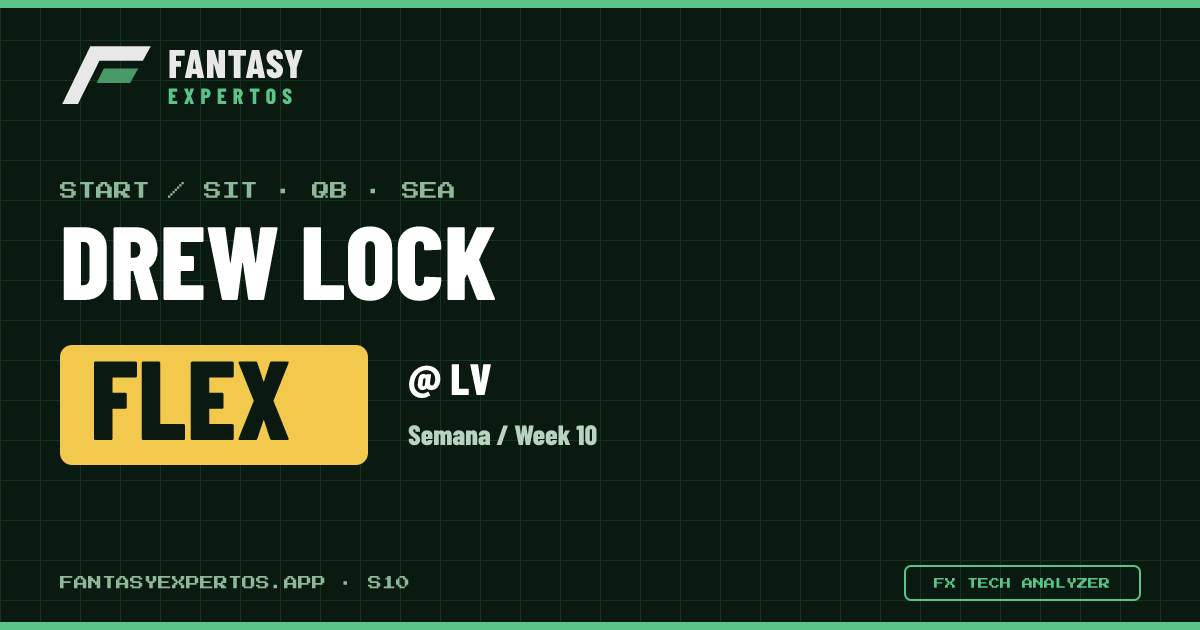 FANTASY
EXPERTOS
START / SIT · QB · SEA
DREW LOCK
FLEX
@ LV
Semana / Week 10
FANTASYEXPERTOS.APP · S10
FX TECH ANALYZER